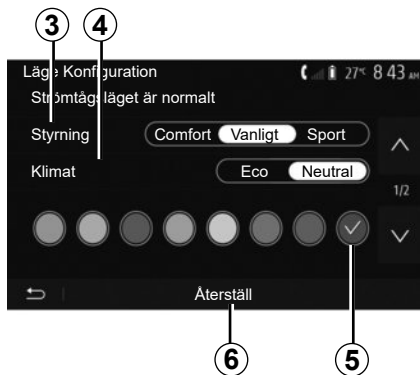 3 4
Läge Konfiguration 27°C 8 43 AM
Strömtågsläget är normalt
Styrning Comfort Vanligt Sport
Klimat Eco Neutral
1/2
Återställ
6 5